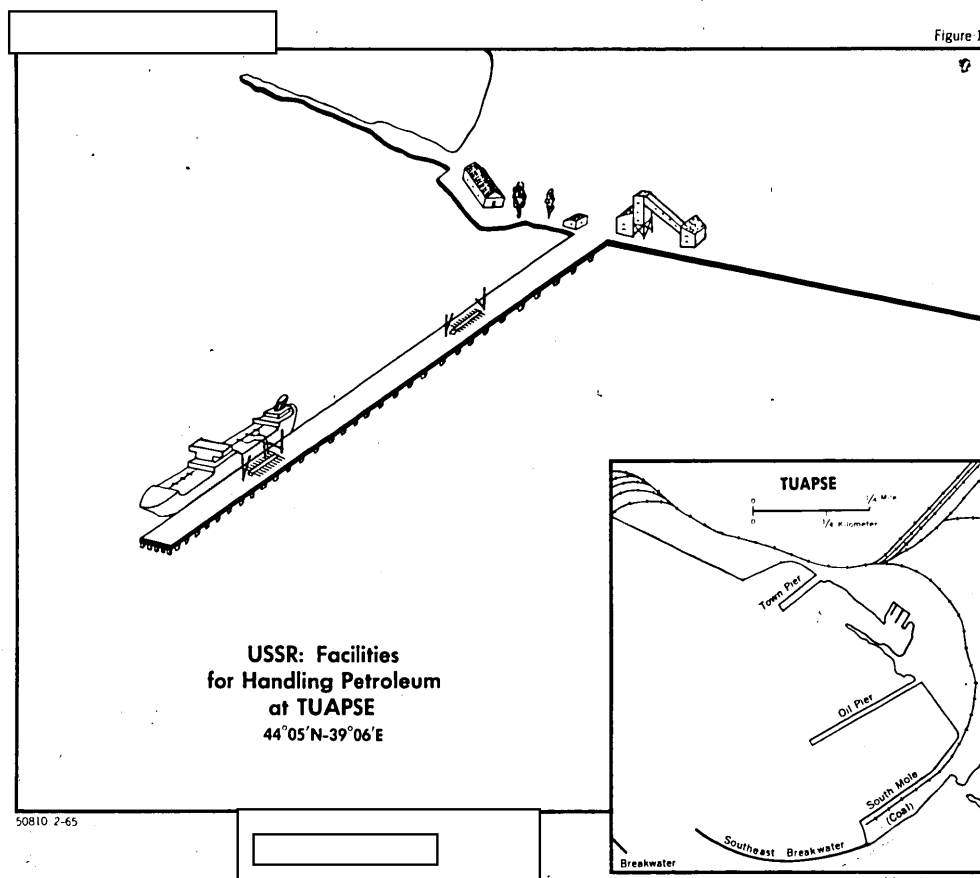 Figure 1
USSR: Facilities
for Handling Petroleum
at TUAPSE
44°05'N-39°06'E
50810 2-65
TUAPSE
0 1/4 Mile
0 1/4 Kilometer
Town Pier
Oil Pier
South Mole
(Coal)
Southeast Breakwater
Breakwater